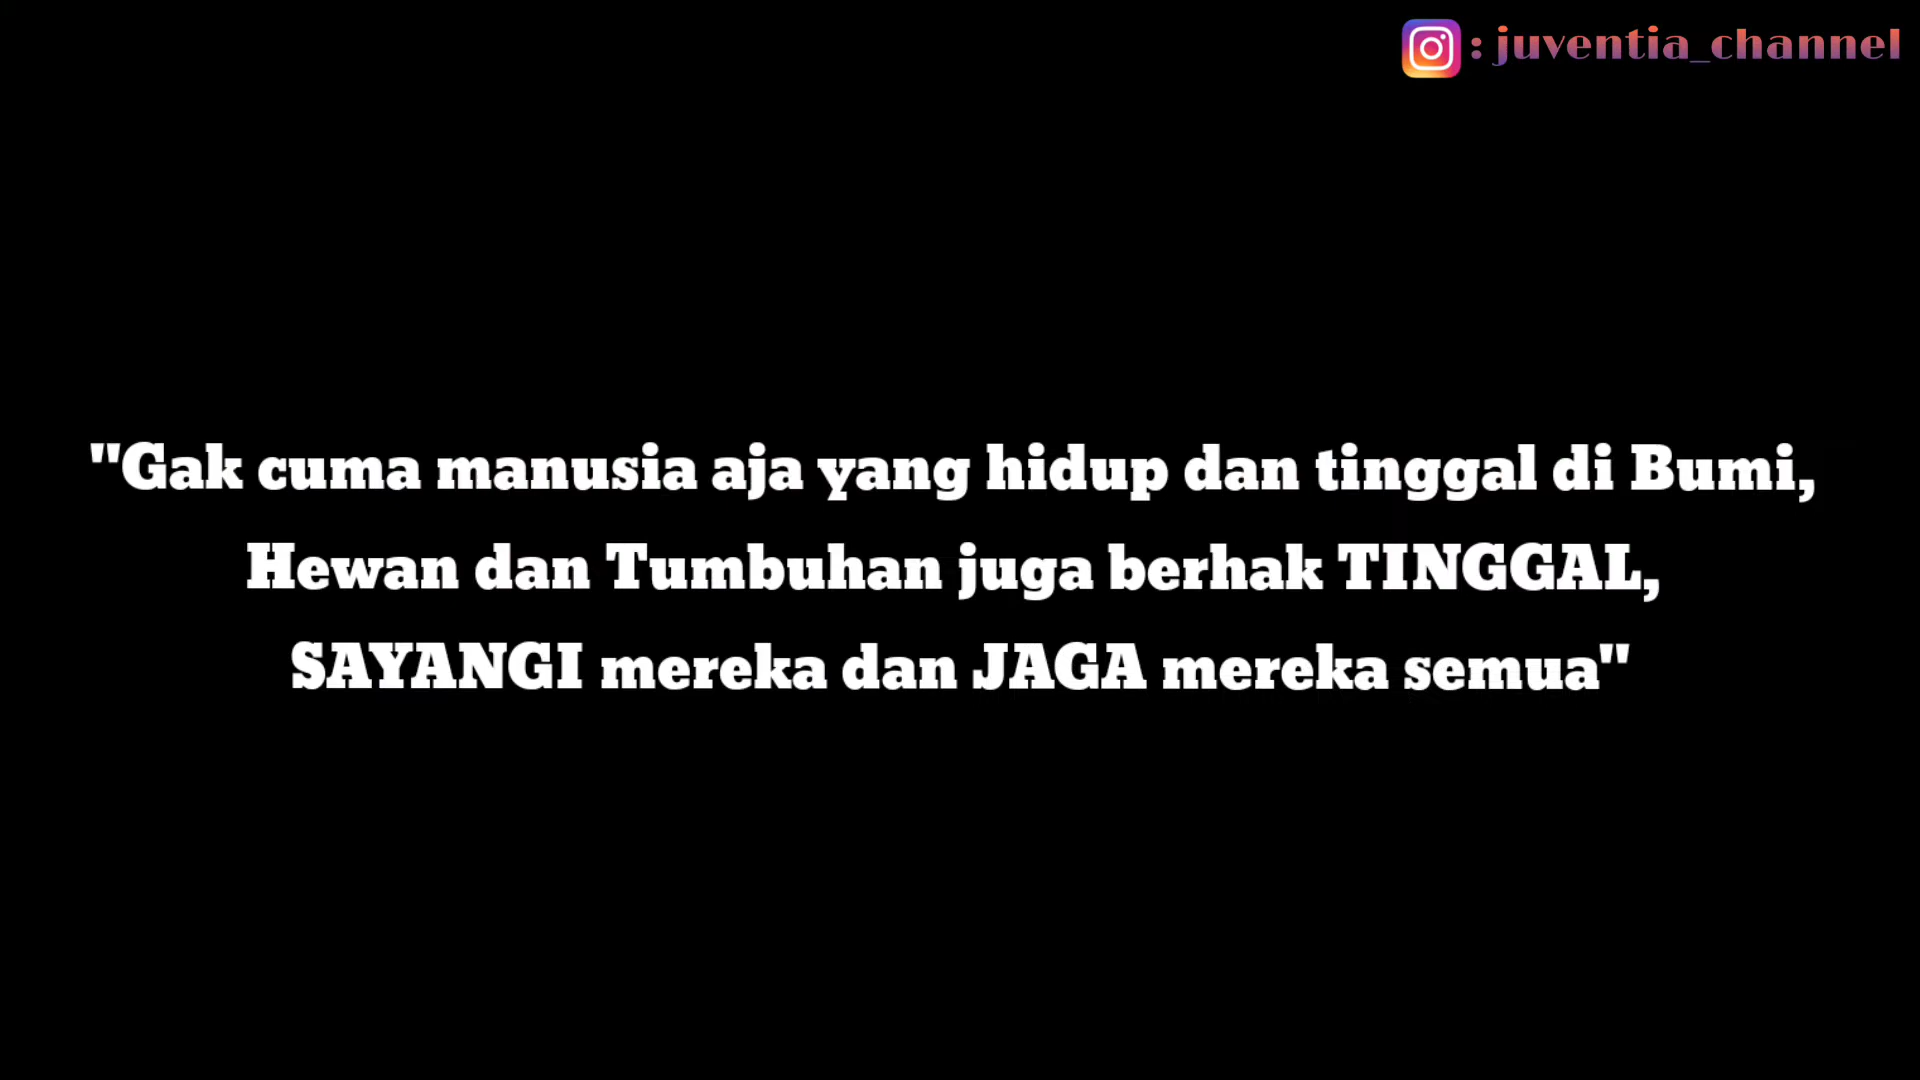 : juventia_channel
"Gak cuma manusia aja yang hidup dan tinggal di Bumi,
Hewan dan Tumbuhan juga berhak TINGGAL,
SAYANGI mereka dan JAGA mereka semua"